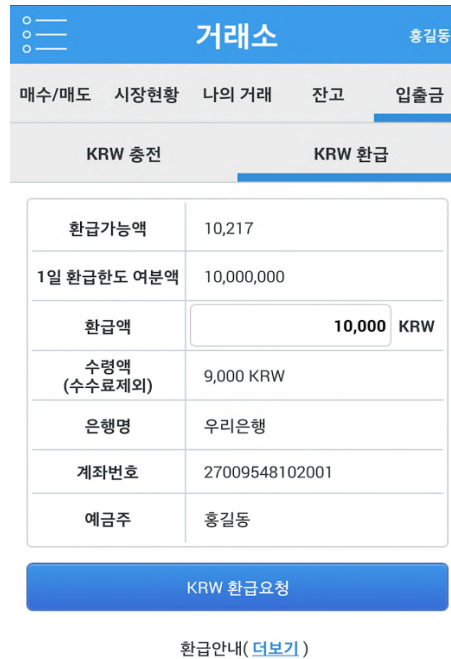 거래소 홍길동
매수/매도 시장현황 나의 거래 잔고 입출금
KRW 충전 KRW 환급
환급가능액 10,217
1일 환급한도 여분액 10,000,000
환급액 10,000 KRW
수령액
(수수료제외) 9,000 KRW
은행명 우리은행
계좌번호 27009548102001
예금주 홍길동
KRW 환급요청
환급안내( 더보기 )